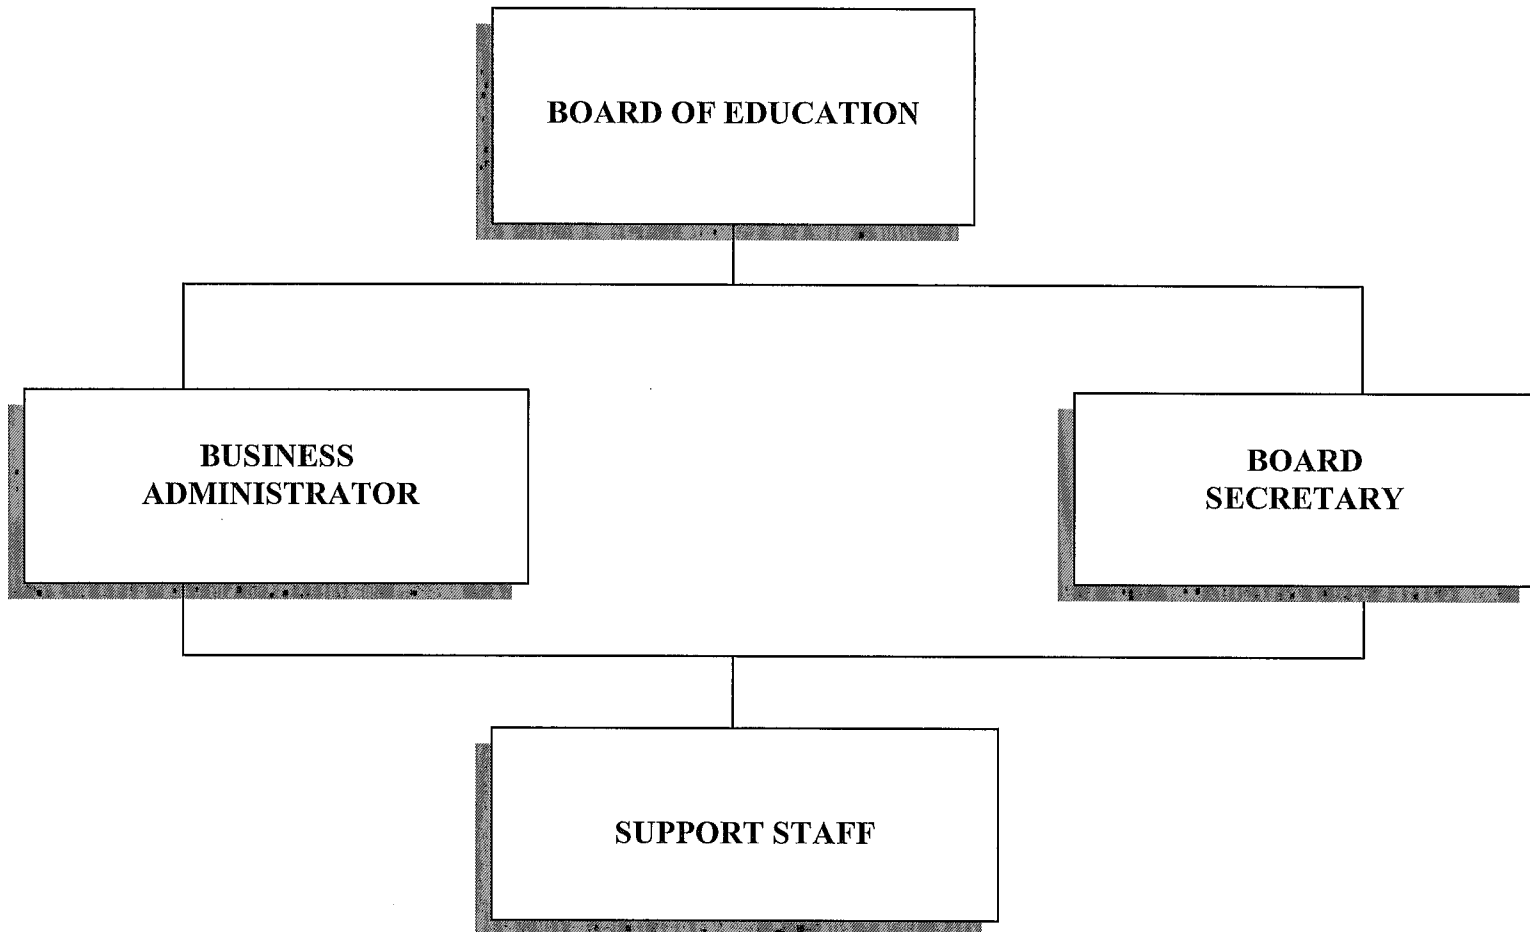 BOARD OF EDUCATION
BUSINESS
ADMINISTRATOR
BOARD
SECRETARY
SUPPORT STAFF